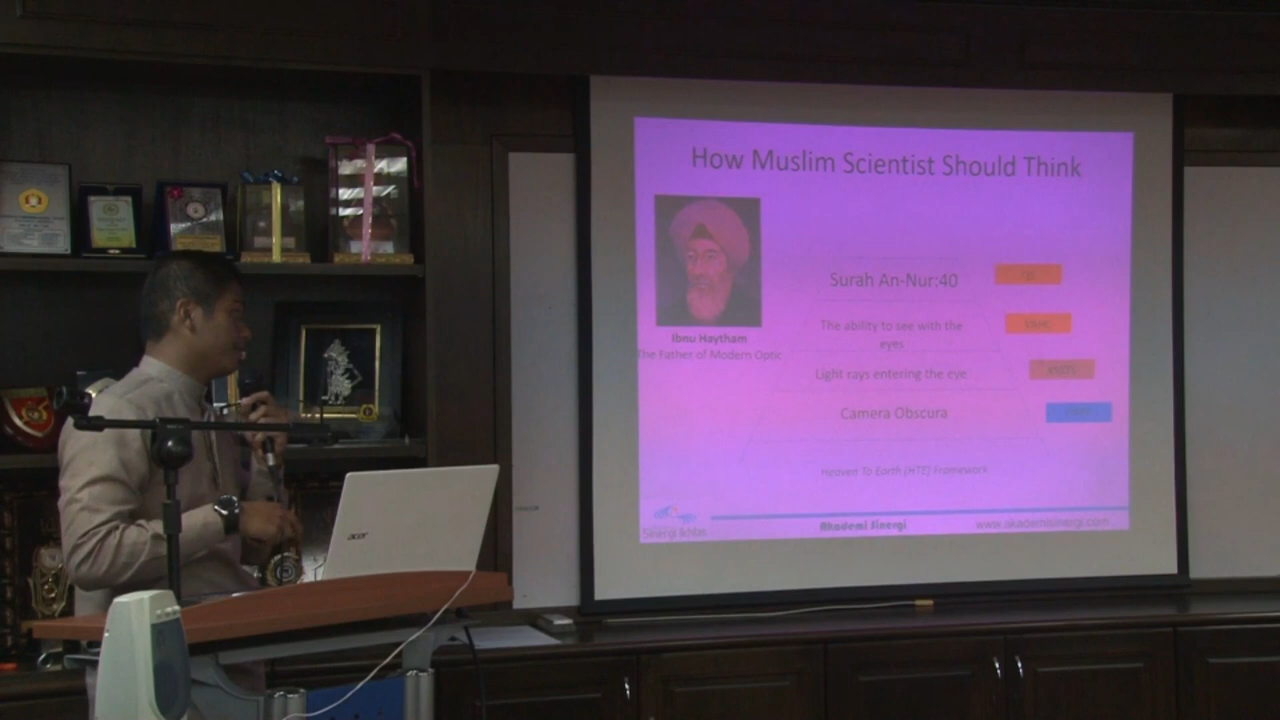 How Muslim Scientist Should Think
Ibnu Haytham
The Father of Modern Optic
Surah An-Nur:40
The ability to see with the
eyes
Light rays entering the eye
Camera Obscura
Heaven To Earth (HTE) Framework
Sinergi Ikhtiar
Akademi Sinergi
www.akademisinergi.com
acer